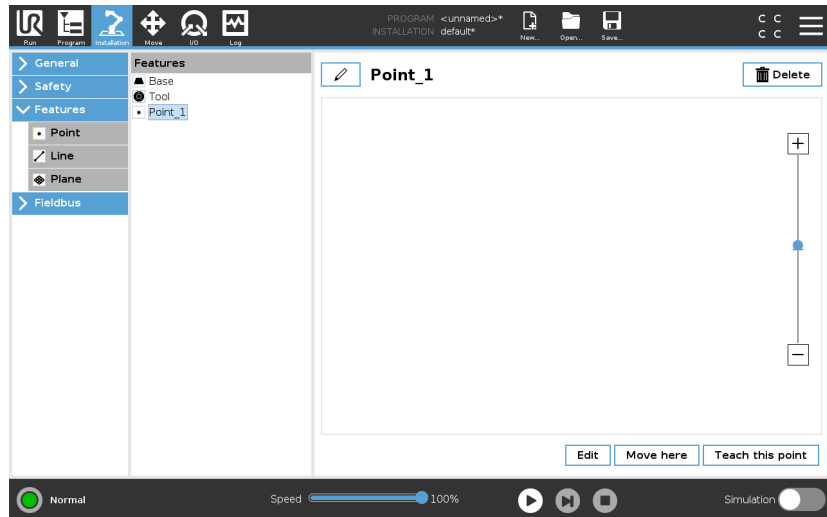 PROGRAM <unnamed>*
INSTALLATION default*
UR
Run Program Installation Move I/O Log
New... Open... Save...
C C
C C
General
Safety
Features
Point
Line
Plane
Fieldbus
Features
Base
Tool
Point_1
Point_1
Delete
Edit Move here Teach this point
Normal
Speed 100%
Simulation